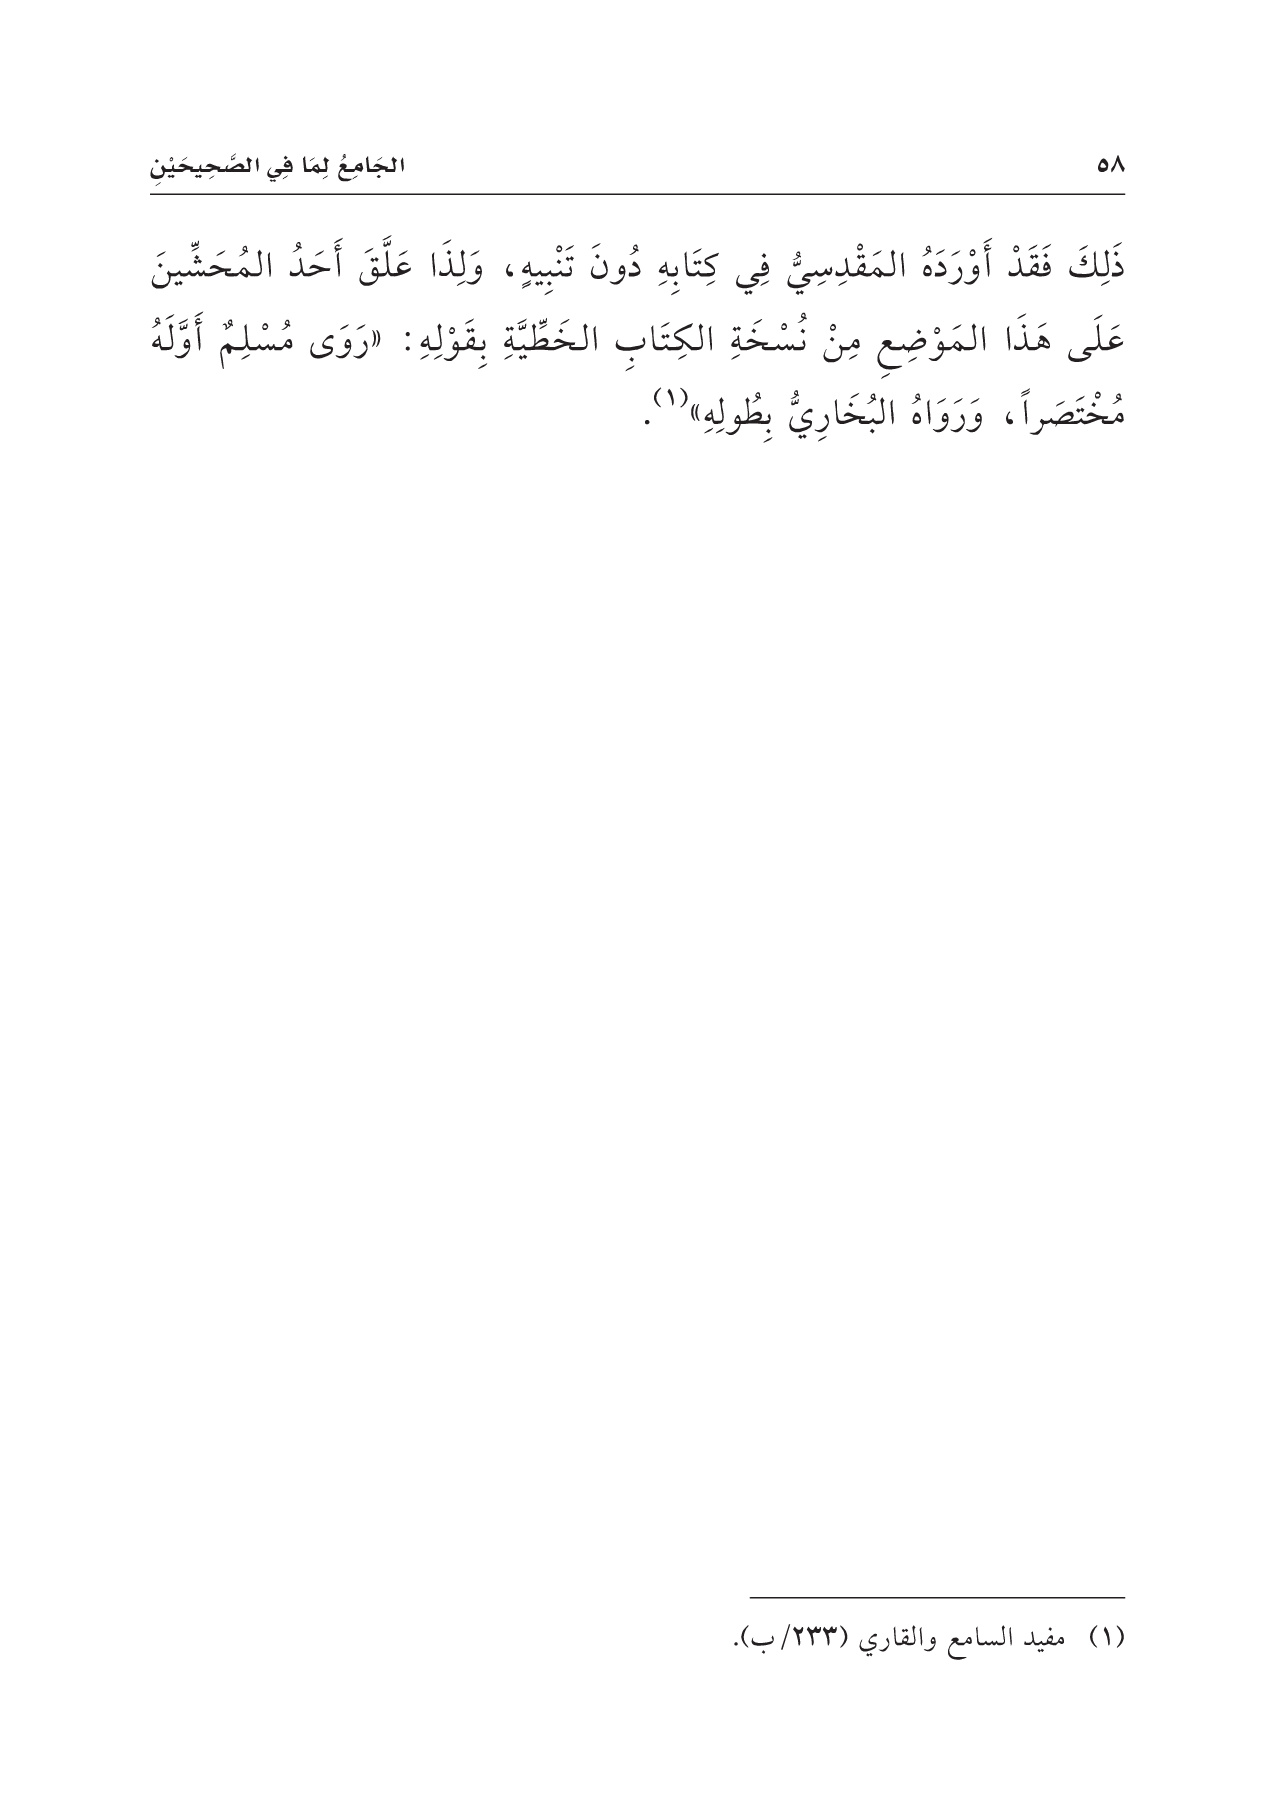 ٥٨ الجَامِعُ لِمَا فِي الصَّحِيحَيْنِ
ذَلِكَ فَقَدْ أَوْرَدَهُ المَقْدِسِيُّ فِي كِتَابِهِ دُونَ تَنْبِيهٍ، وَلِذَا عَلَّقَ أَحَدُ المُحَشِّينَ
عَلَى هَذَا المَوْضِعِ مِنْ نُسْخَةِ الكِتَابِ الخَطِّيَّةِ بِقَوْلِهِ: «رَوَى مُسْلِمٌ أَوَّلَهُ
مُخْتَصَراً، وَرَوَاهُ البُخَارِيُّ بِطُولِهِ»(١).
(١) مفيد السامع والقاري (٢٣٣/ب).